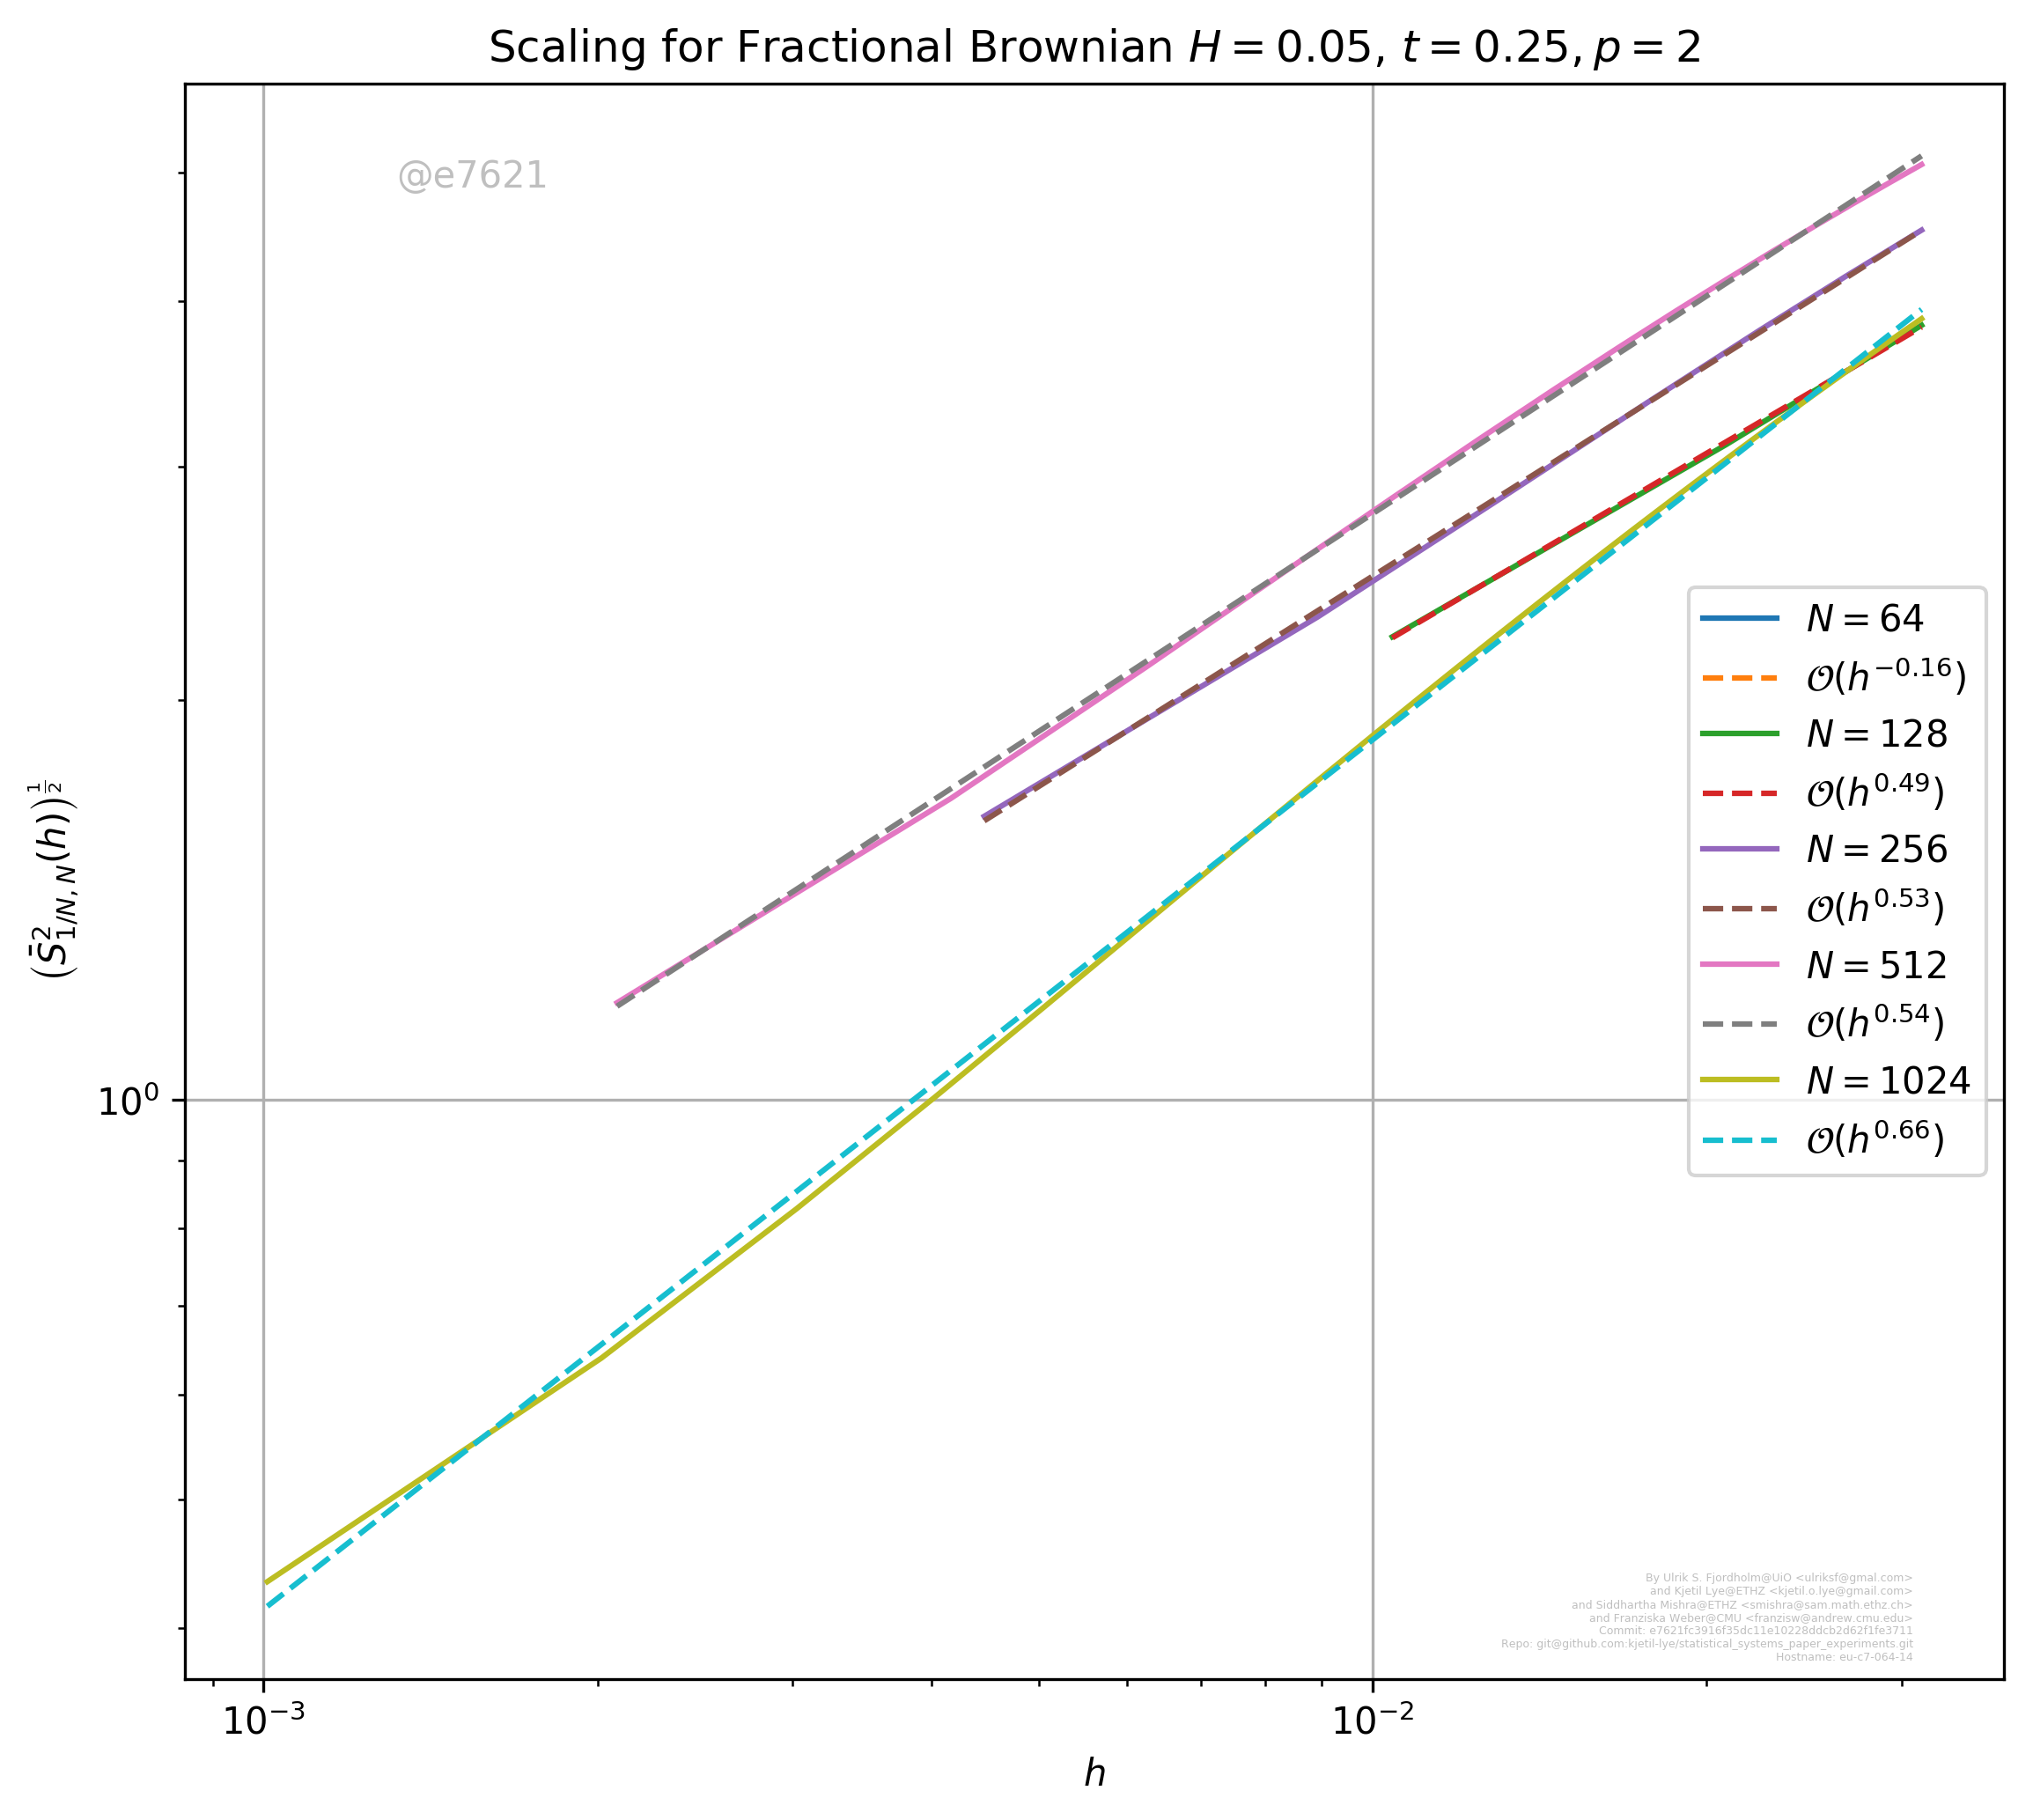 Scaling for Fractional Brownian H = 0.05, t = 0.25, p = 2
@e7621
(S̄²_{1/N, N}(h))^{1/2}
10⁰
N = 64
𝒪(h^{-0.16})
N = 128
𝒪(h^{0.49})
N = 256
𝒪(h^{0.53})
N = 512
𝒪(h^{0.54})
N = 1024
𝒪(h^{0.66})
By Ulrik S. Fjordholm@UiO <ulriksf@gmal.com>
and Kjetil Lye@ETHZ <kjetil.o.lye@gmail.com>
and Siddhartha Mishra@ETHZ <smishra@sam.math.ethz.ch>
and Franziska Weber@CMU <franzisw@andrew.cmu.edu>
Commit: e7621fc3916f35dc11e10228ddcb2d62f1fe3711
Repo: git@github.com:kjetil-lye/statistical_systems_paper_experiments.git
Hostname: eu-c7-064-14
10⁻³ 10⁻²
h